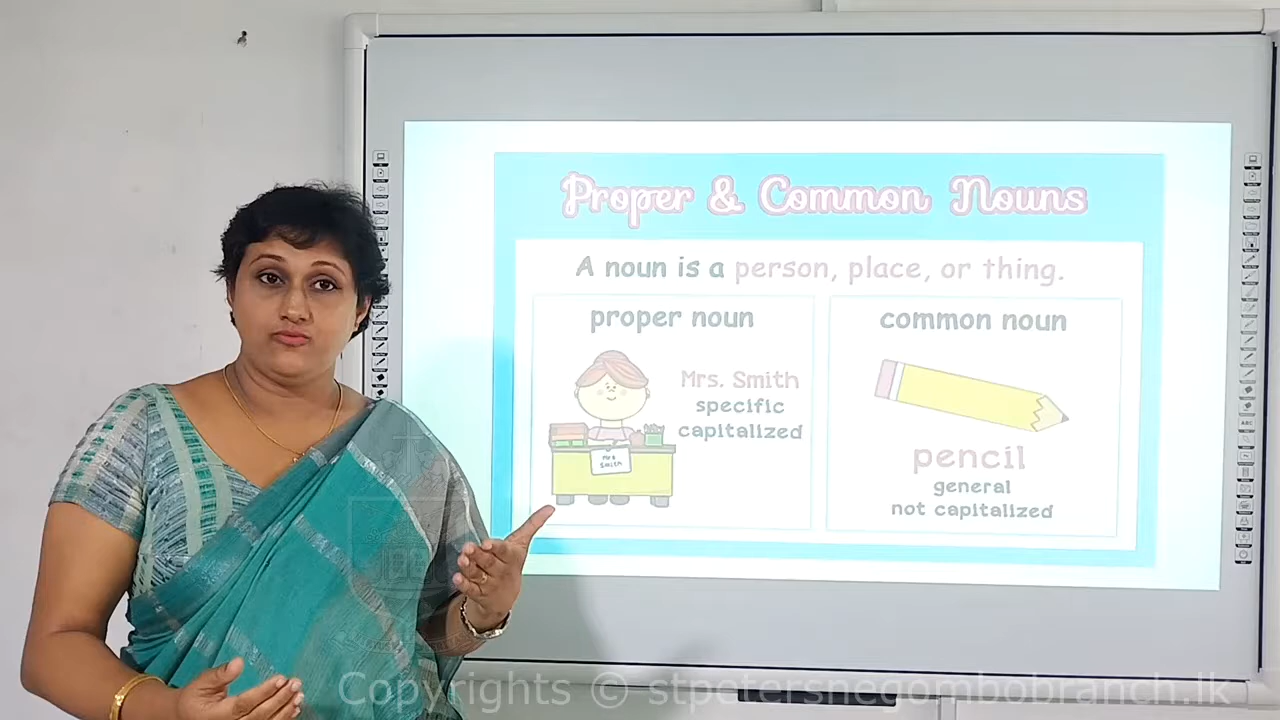 Proper & Common Nouns
A noun is a person, place, or thing.
proper noun
Mrs. Smith
specific
capitalized
Mrs
Smith
common noun
pencil
general
not capitalized
ABC
Copyrights © stpetersnegombobranch.lk